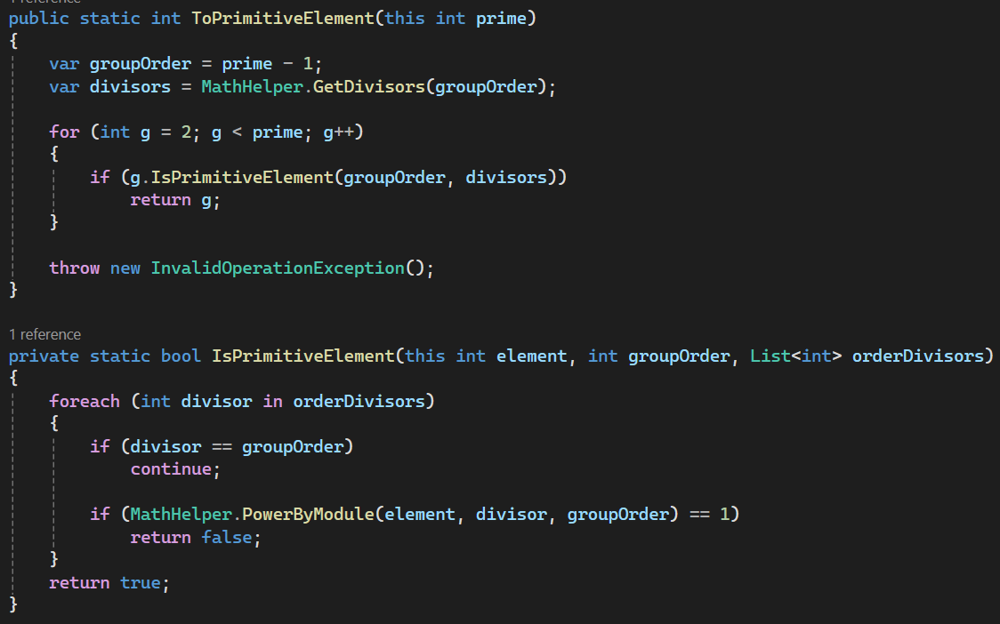 1 reference
public static int ToPrimitiveElement(this int prime)
{
    var groupOrder = prime - 1;
    var divisors = MathHelper.GetDivisors(groupOrder);
    for (int g = 2; g < prime; g++)
    {
        if (g.IsPrimitiveElement(groupOrder, divisors))
            return g;
    }
    throw new InvalidOperationException();
}
1 reference
private static bool IsPrimitiveElement(this int element, int groupOrder, List<int> orderDivisors)
{
    foreach (int divisor in orderDivisors)
    {
        if (divisor == groupOrder)
            continue;
        if (MathHelper.PowerByModule(element, divisor, groupOrder) == 1)
            return false;
    }
    return true;
}